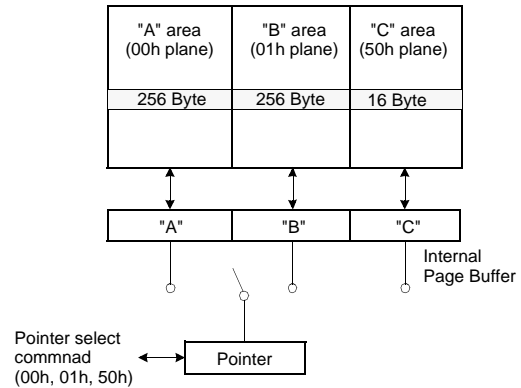 "A" area
(00h plane)
"B" area
(01h plane)
"C" area
(50h plane)
256 Byte
256 Byte
16 Byte
"A"
"B"
"C"
Internal
Page Buffer
Pointer select
commnad
(00h, 01h, 50h)
Pointer